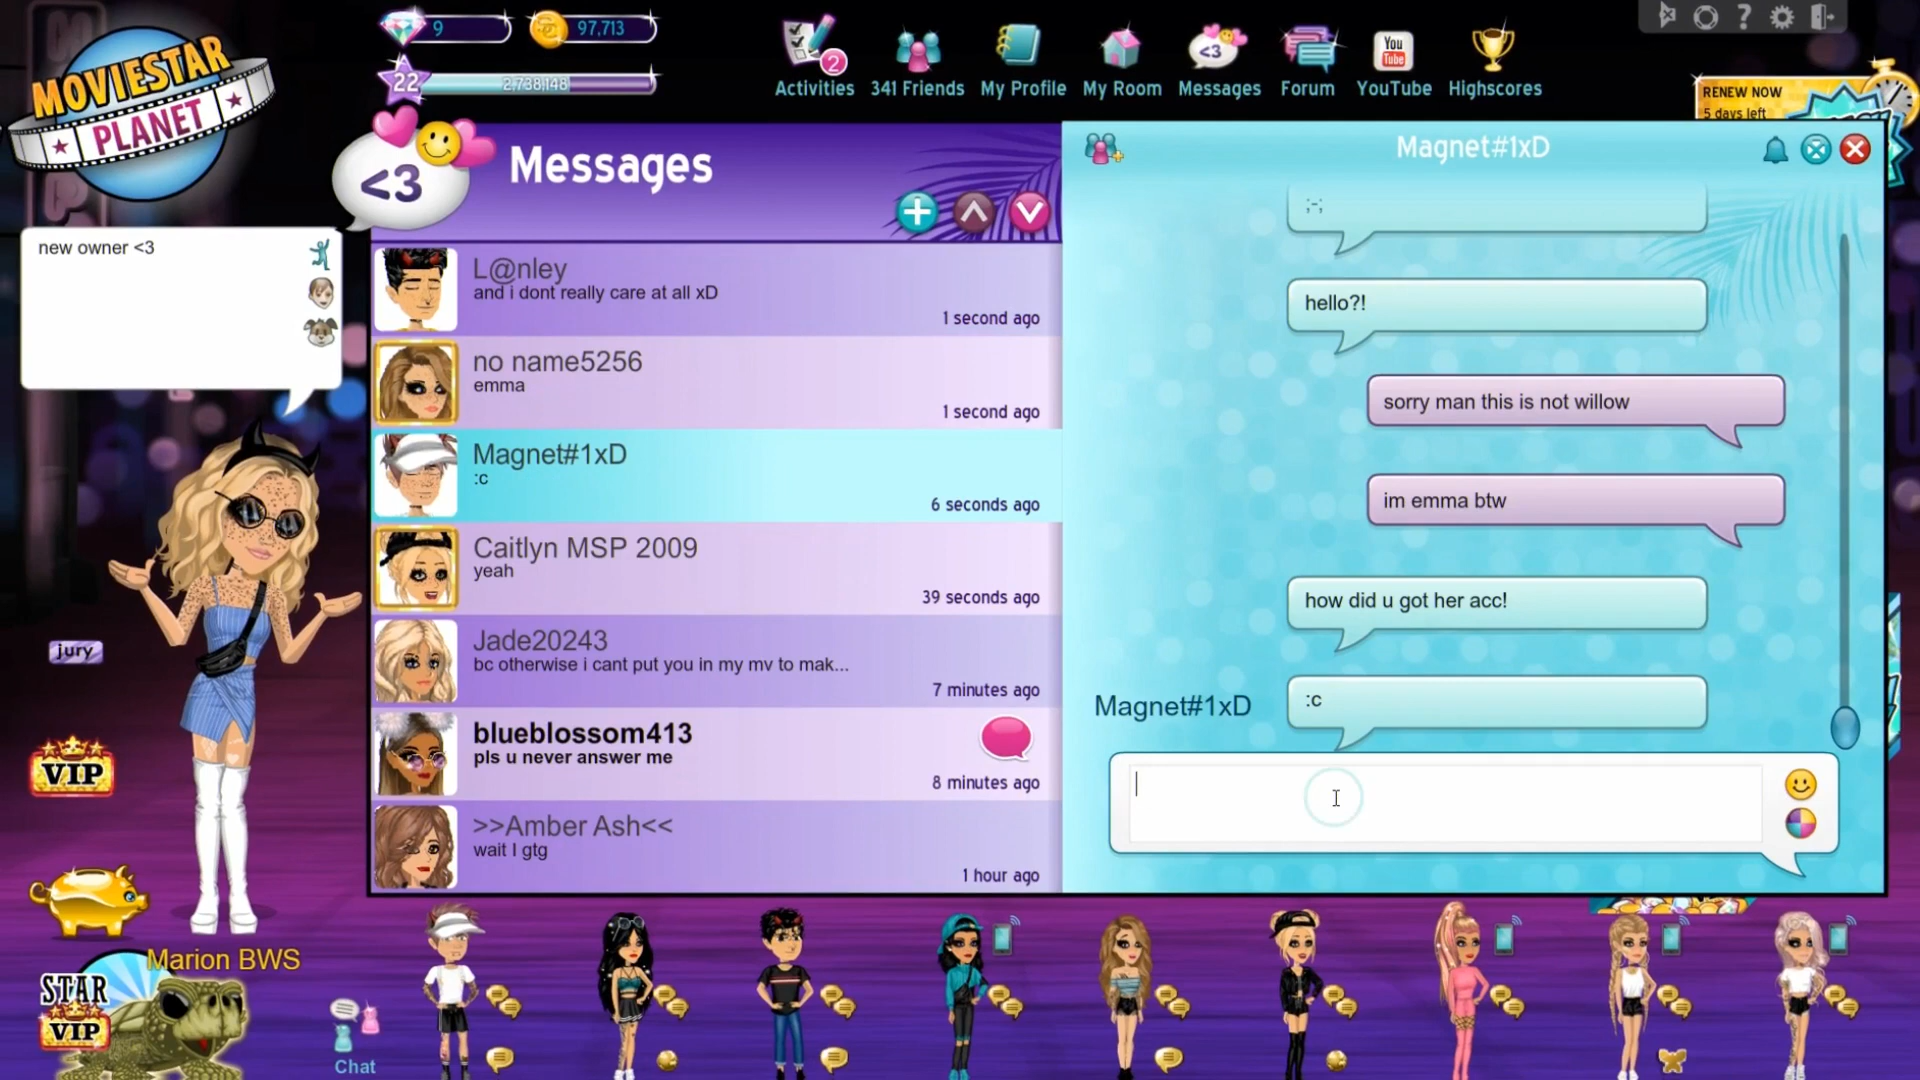 MOVIESTAR
PLANET
9
97,713
22
2,738,148
2
Activities
341 Friends
My Profile
My Room
<3
Messages
Forum
You
Tube
YouTube
Highscores
RENEW NOW
5 days left
<3
Messages
new owner <3
L@nley
and i dont really care at all xD
1 second ago
no name5256
emma
1 second ago
Magnet#1xD
:c
6 seconds ago
Caitlyn MSP 2009
yeah
39 seconds ago
Jade20243
bc otherwise i cant put you in my mv to mak...
7 minutes ago
blueblossom413
pls u never answer me
8 minutes ago
>>Amber Ash<<
wait I gtg
1 hour ago
Magnet#1xD
;-;
hello?!
sorry man this is not willow
im emma btw
how did u got her acc!
Magnet#1xD
:c
jury
VIP
Marion BWS
STAR
VIP
Chat